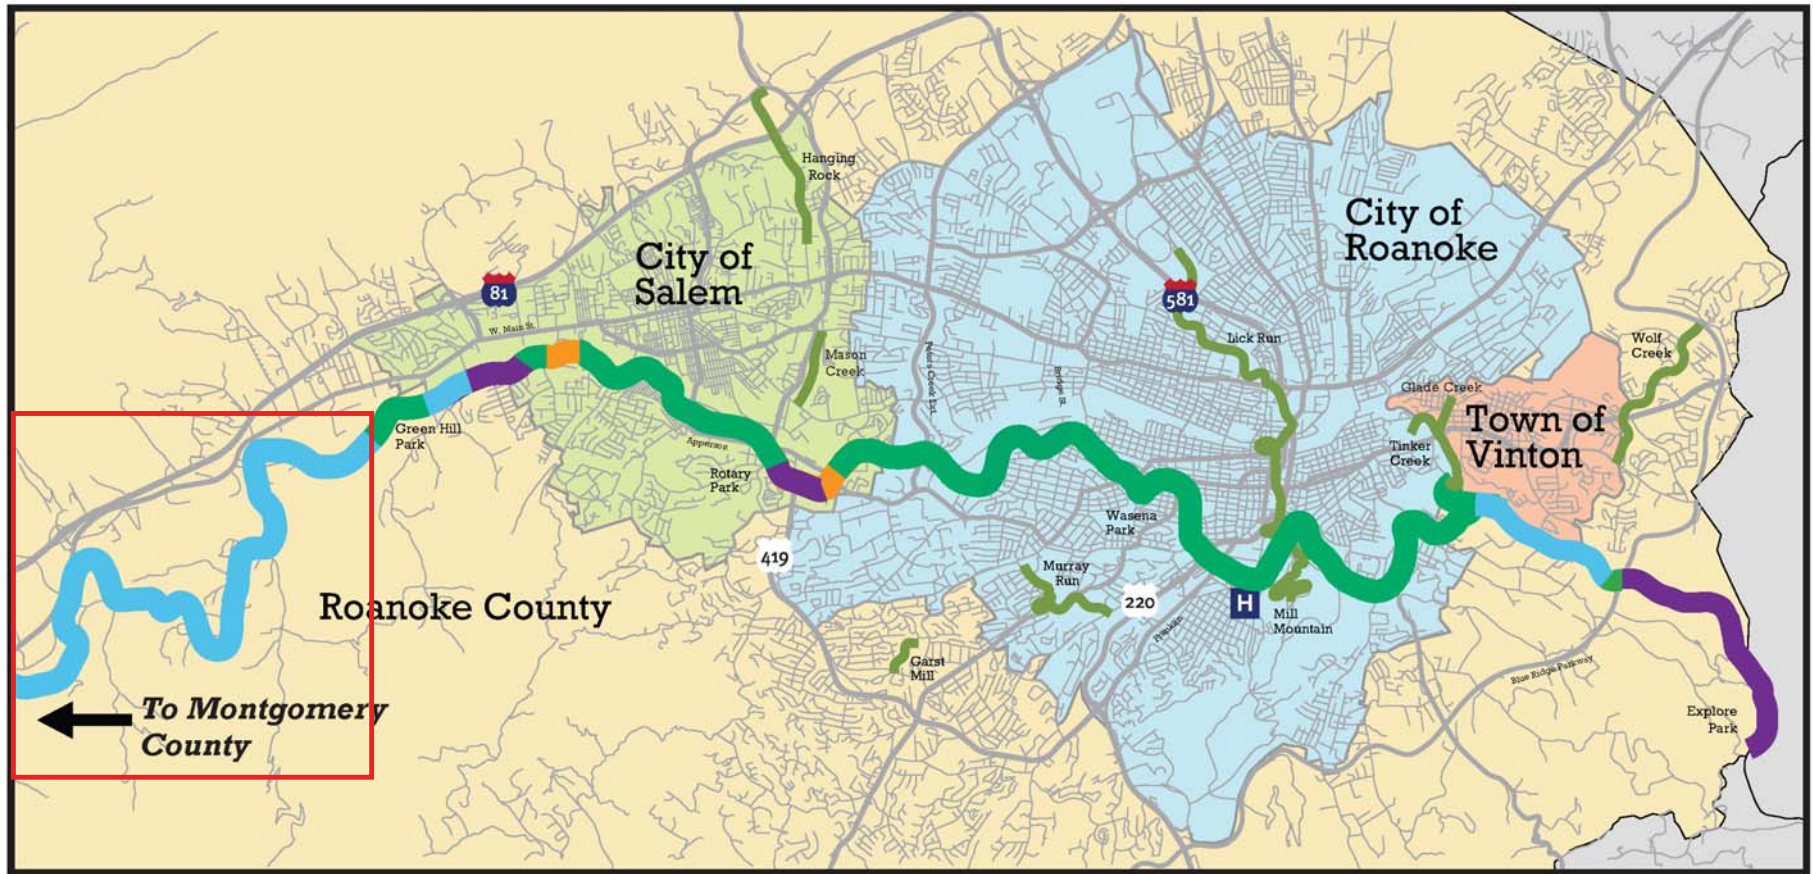 Hanging
Rock
City of
Roanoke
City of
Salem
81
581
W. Main St.
Lick Run
Wolf
Creek
Mason
Creek
Peters Creek Ext.
Bridge St.
Glade Creek
Town of
Vinton
Green Hill
Park
Apperson
Tinker
Creek
Rotary
Park
Wasena
Park
419
Murray
Run
220
H
Roanoke County
Mill
Mountain
Franklin
Garst
Mill
Blue Ridge Parkway
To Montgomery
County
Explore
Park